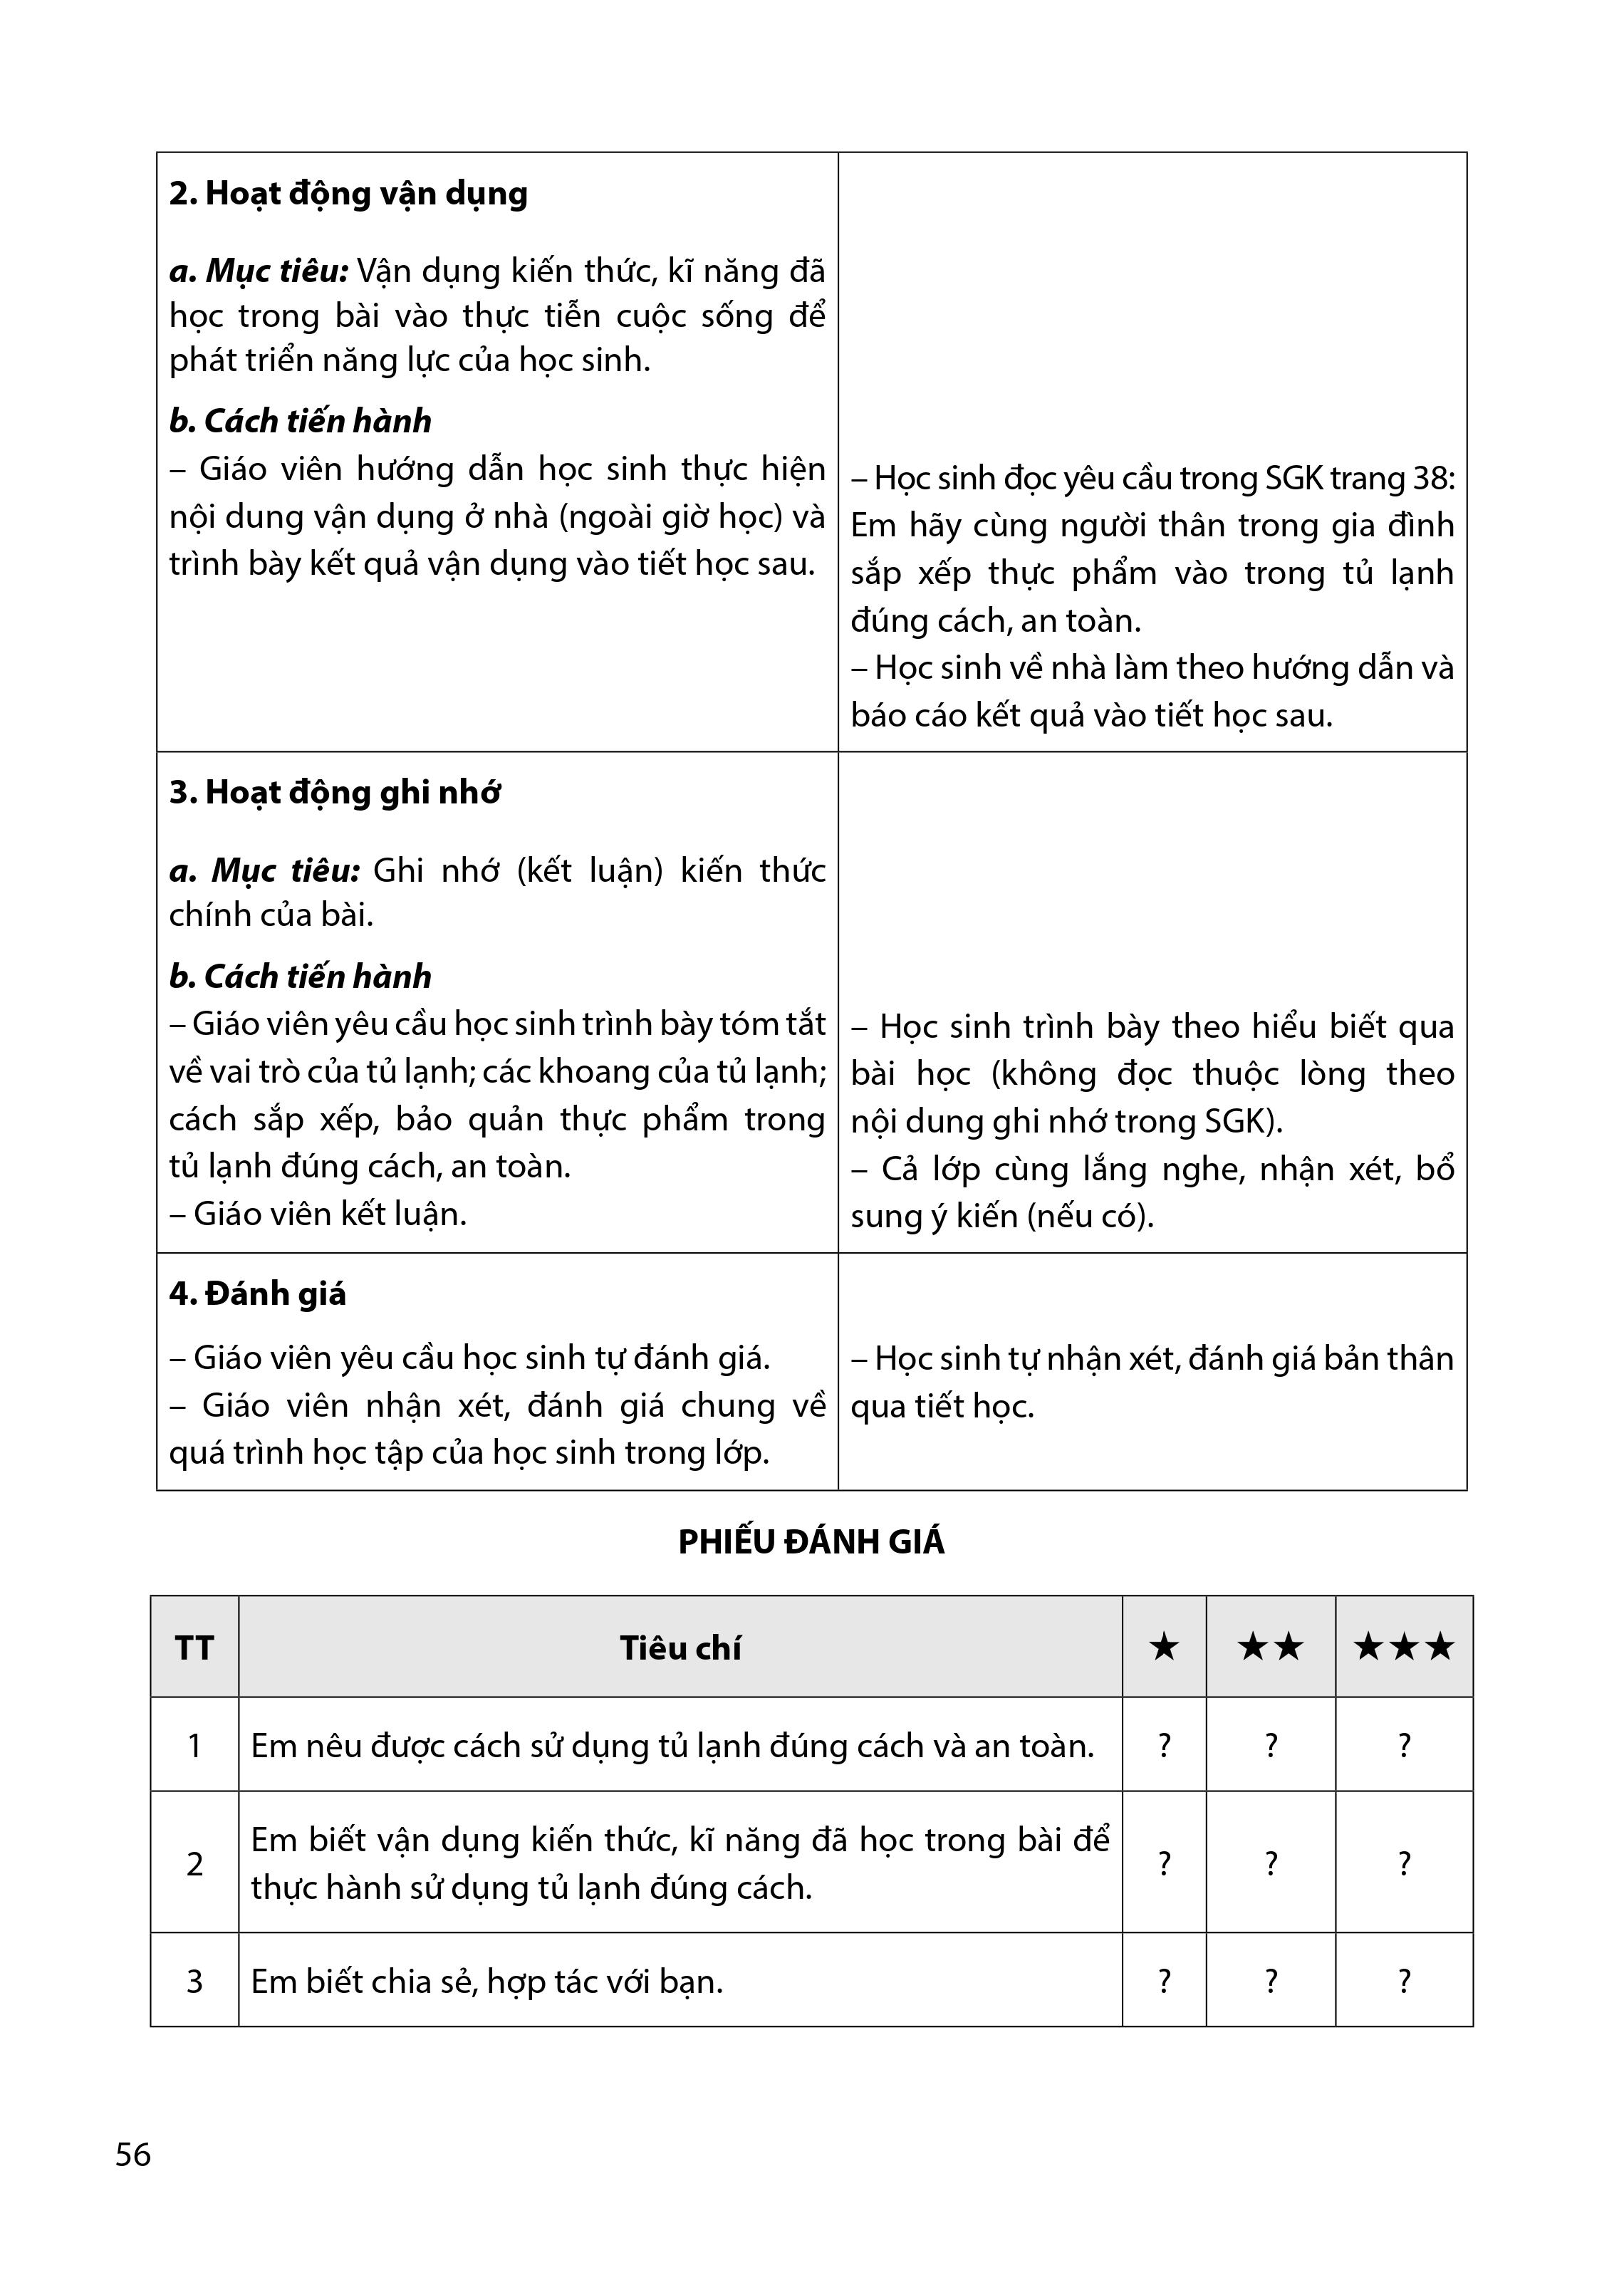 2. Hoạt động vận dụng
a. Mục tiêu: Vận dụng kiến thức, kĩ năng đã
học trong bài vào thực tiễn cuộc sống để
phát triển năng lực của học sinh.
b. Cách tiến hành
– Giáo viên hướng dẫn học sinh thực hiện
nội dung vận dụng ở nhà (ngoài giờ học) và
trình bày kết quả vận dụng vào tiết học sau.
– Học sinh đọc yêu cầu trong SGK trang 38:
Em hãy cùng người thân trong gia đình
sắp xếp thực phẩm vào trong tủ lạnh
đúng cách, an toàn.
– Học sinh về nhà làm theo hướng dẫn và
báo cáo kết quả vào tiết học sau.
3. Hoạt động ghi nhớ
a. Mục tiêu: Ghi nhớ (kết luận) kiến thức
chính của bài.
b. Cách tiến hành
– Giáo viên yêu cầu học sinh trình bày tóm tắt
về vai trò của tủ lạnh; các khoang của tủ lạnh;
cách sắp xếp, bảo quản thực phẩm trong
tủ lạnh đúng cách, an toàn.
– Giáo viên kết luận.
– Học sinh trình bày theo hiểu biết qua
bài học (không đọc thuộc lòng theo
nội dung ghi nhớ trong SGK).
– Cả lớp cùng lắng nghe, nhận xét, bổ
sung ý kiến (nếu có).
4. Đánh giá
– Giáo viên yêu cầu học sinh tự đánh giá.
– Giáo viên nhận xét, đánh giá chung về
quá trình học tập của học sinh trong lớp.
– Học sinh tự nhận xét, đánh giá bản thân
qua tiết học.
PHIẾU ĐÁNH GIÁ
TT Tiêu chí ★ ★★ ★★★
1 Em nêu được cách sử dụng tủ lạnh đúng cách và an toàn. ? ? ?
2 Em biết vận dụng kiến thức, kĩ năng đã học trong bài để
thực hành sử dụng tủ lạnh đúng cách. ? ? ?
3 Em biết chia sẻ, hợp tác với bạn. ? ? ?
56